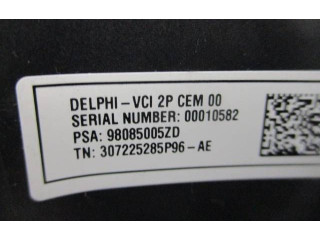 DELPHI-VCI 2P CEM 00
SERIAL NUMBER: 00010582
PSA: 98085005ZD
TN: 307225285P96-AE